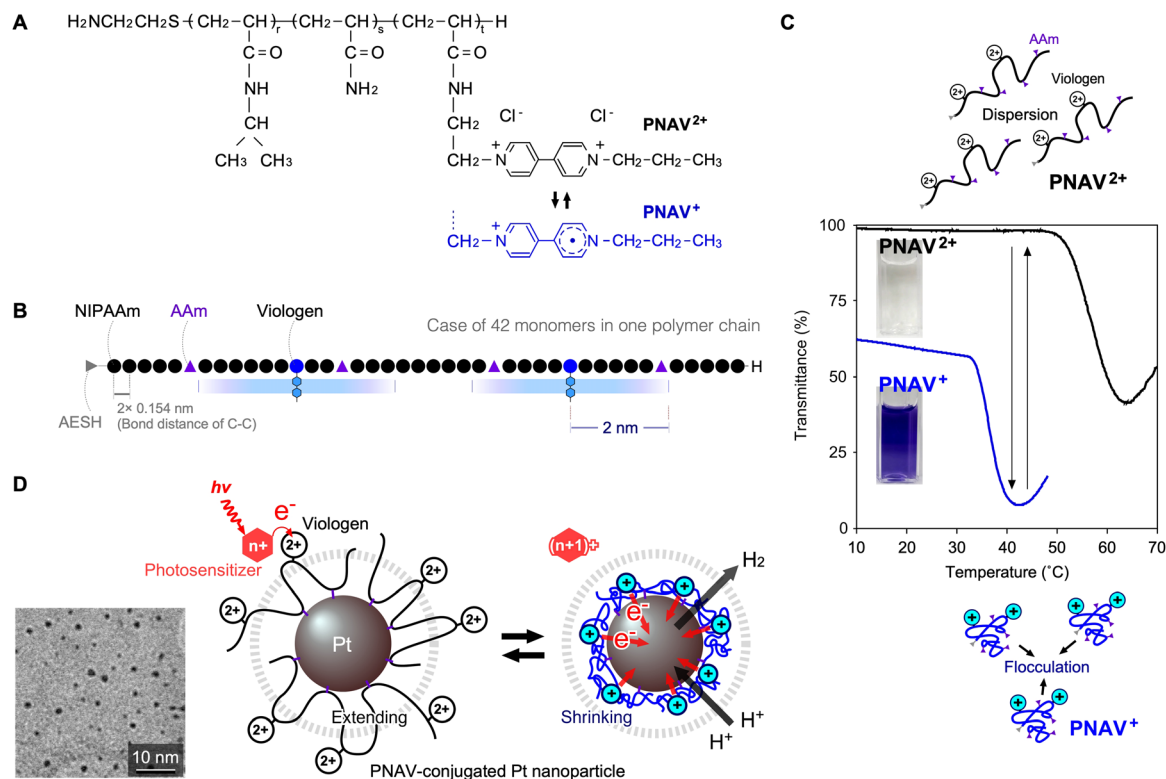 A
H2NCH2CH2S-(CH2-CH)r(CH2-CH)s(CH2-CH)t-H
C=O C=O C=O
NH NH2 NH
CH CH2
CH3 CH3 CH2-N+ N+-CH2-CH2-CH3
Cl- Cl-
PNAV2+
PNAV+
CH2-N+ N-CH2-CH2-CH3
B
NIPAAm AAm Viologen
Case of 42 monomers in one polymer chain
H
AESH
2× 0.154 nm
(Bond distance of C-C)
2 nm
C
AAm
2+ 2+
Viologen
Dispersion
2+ 2+
2+ 2+
PNAV2+
100
75
50
25
0
Transmittance (%)
PNAV2+
PNAV+
10 20 30 40 50 60 70
Temperature (˚C)
+ + + +
Flocculation
+ +
PNAV+
D
hν
e-
Viologen
n+
2+
Photosensitizer
2+
2+
2+
2+
2+
2+
2+
Pt
Extending
10 nm
PNAV-conjugated Pt nanoparticle
(n+1)+
H2
+
+
+
+
+
+
+
e-
e-
Shrinking
H+
H+